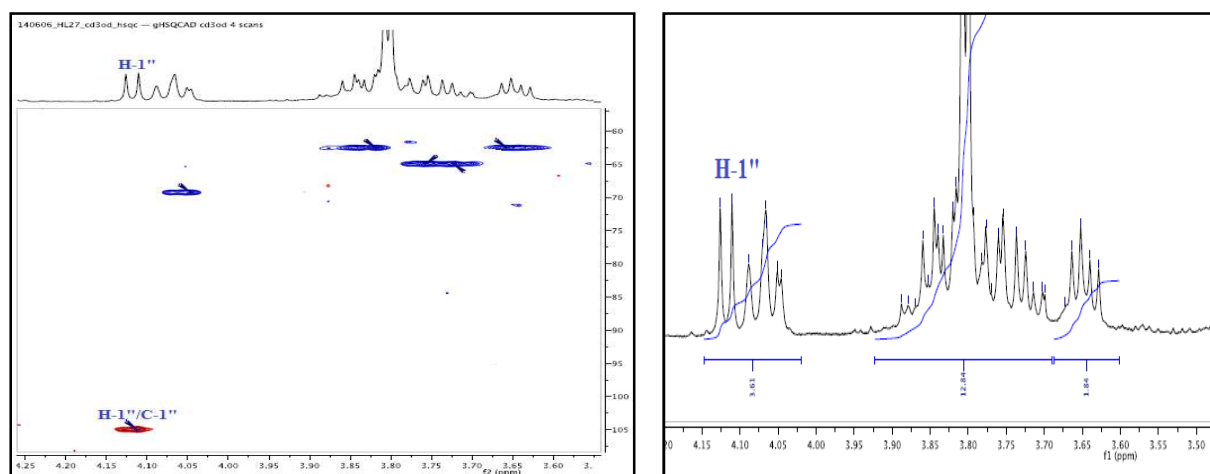 140606_HL27_cd3od_hsqc — gHSQCAD cd3od 4 scans
H-1"
60
65
70
75
80
85
90
95
100
H-1"/C-1"
105
4.25 4.20 4.15 4.10 4.05 4.00 3.95 3.90 3.85 3.80 3.75 3.70 3.65 3.60 3.
f2 (ppm)
H-1"
3.61
12.84
1.84
20 4.15 4.10 4.05 4.00 3.95 3.90 3.85 3.80 3.75 3.70 3.65 3.60 3.55 3.50
f1 (ppm)